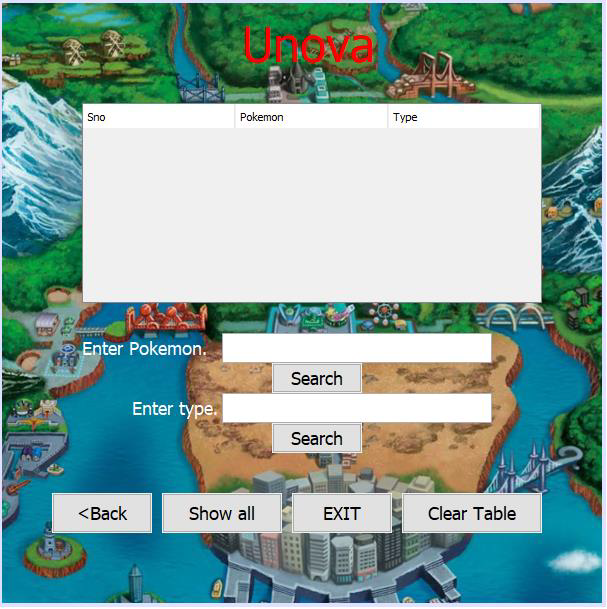 Unova
Sno Pokemon Type
Enter Pokemon.
Search
Enter type.
Search
<Back Show all EXIT Clear Table